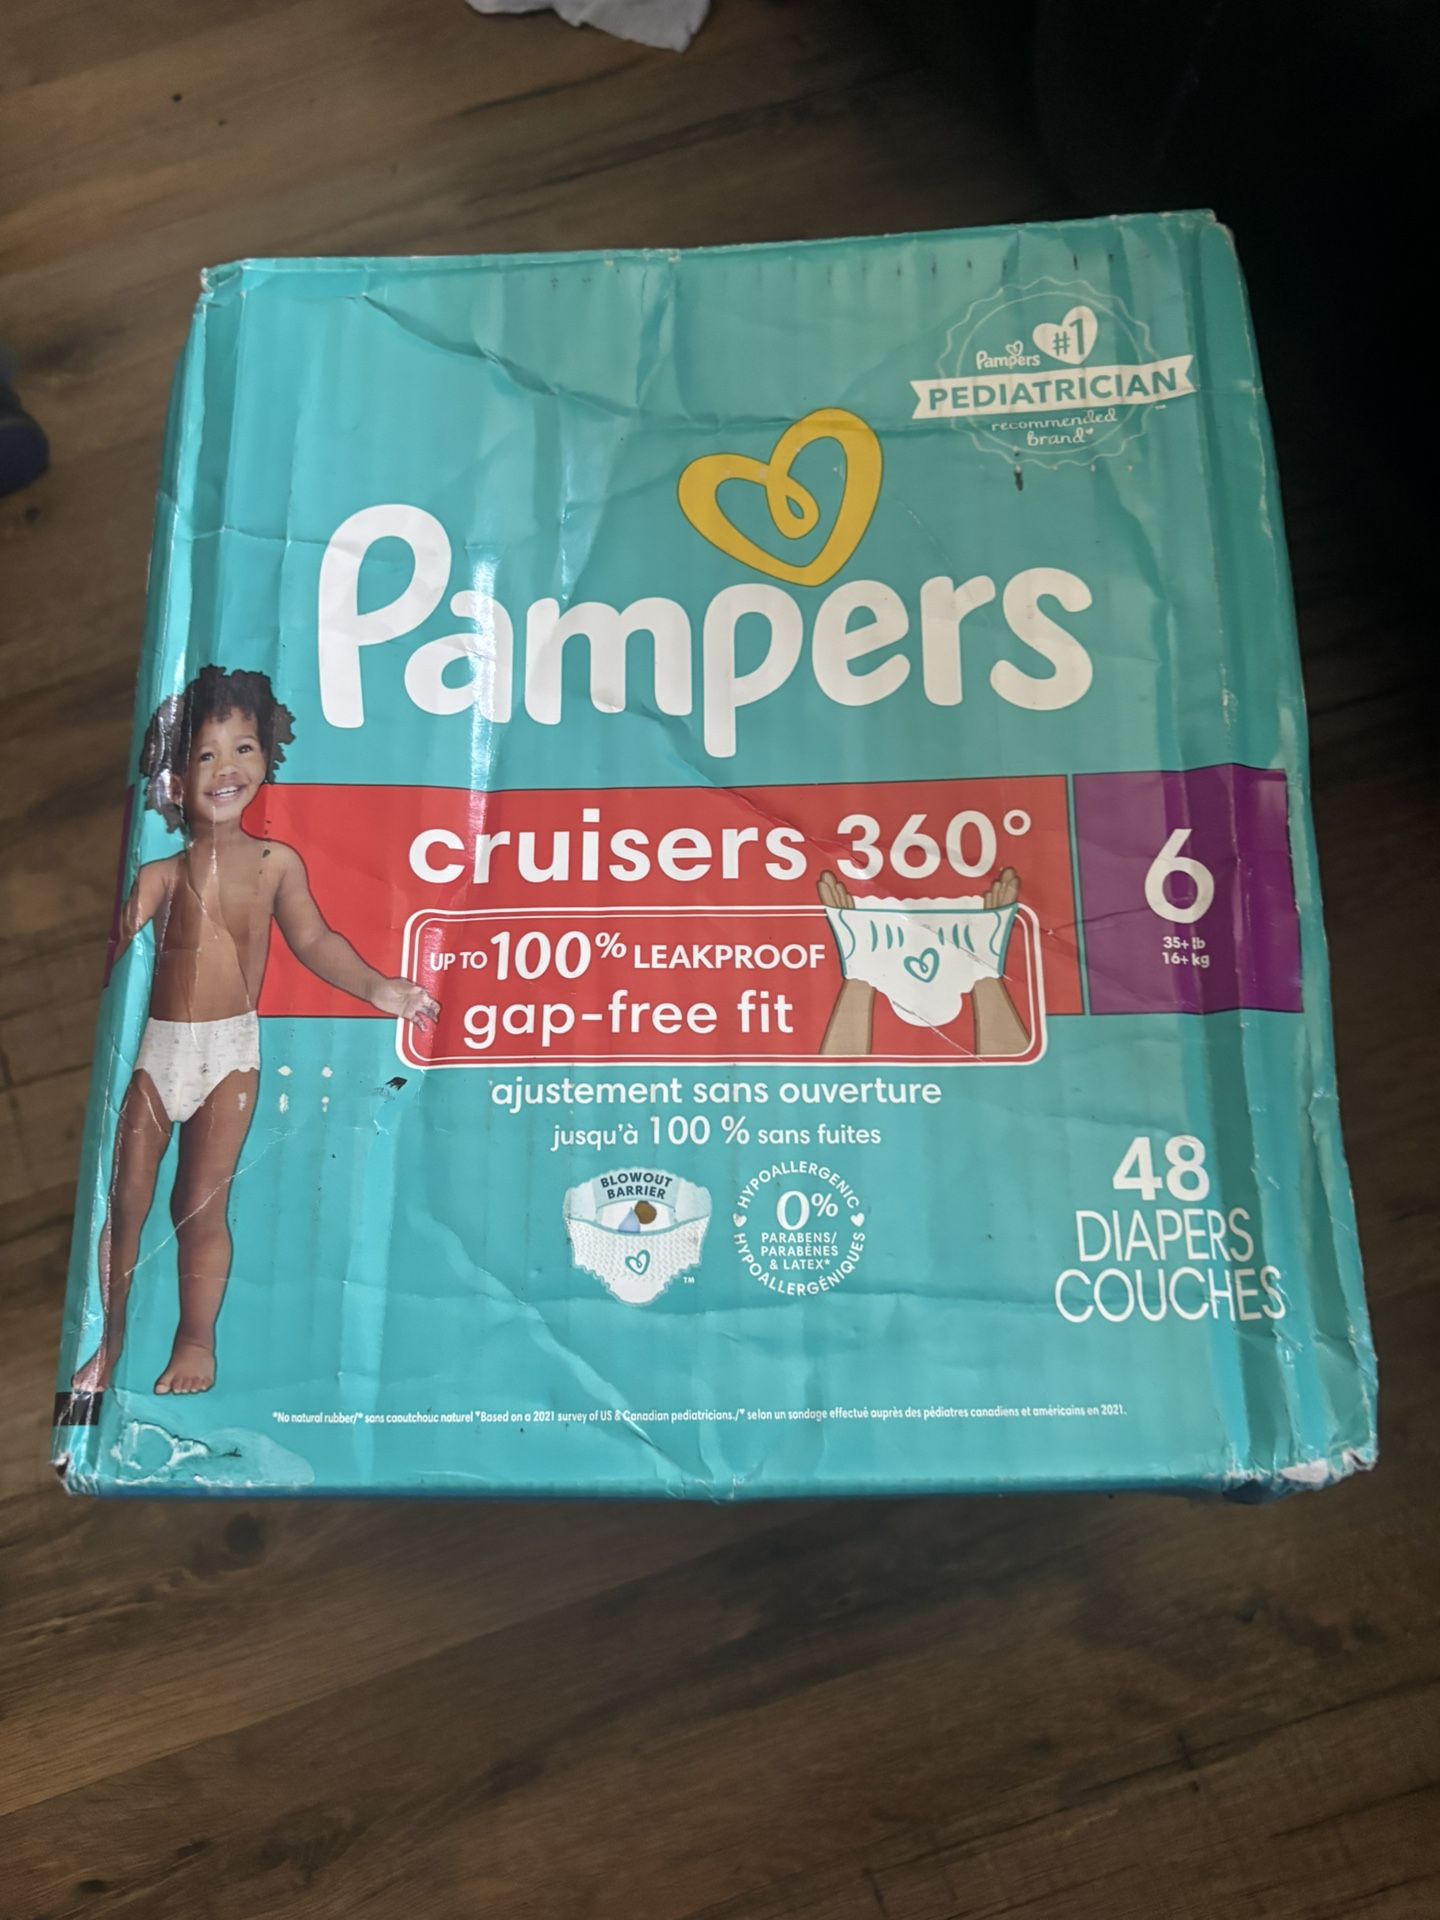 Pampers #1
PEDIATRICIAN™
recommended
brand♥
Pampers
cruisers 360°
6
35+ lb
16+ kg
UP TO 100% LEAKPROOF
gap-free fit
ajustement sans ouverture
jusqu'à 100 % sans fuites
BLOWOUT
BARRIER
™
HYPOALLERGENIC
0%
PARABENS/
PARABÈNES
& LATEX*
HYPOALLERGÉNIQUES
48
DIAPERS
COUCHES
*No natural rubber/* sans caoutchouc naturel ♥Based on a 2021 survey of US & Canadian pediatricians./♥ selon un sondage effectué auprès des pédiatres canadiens et américains en 2021.